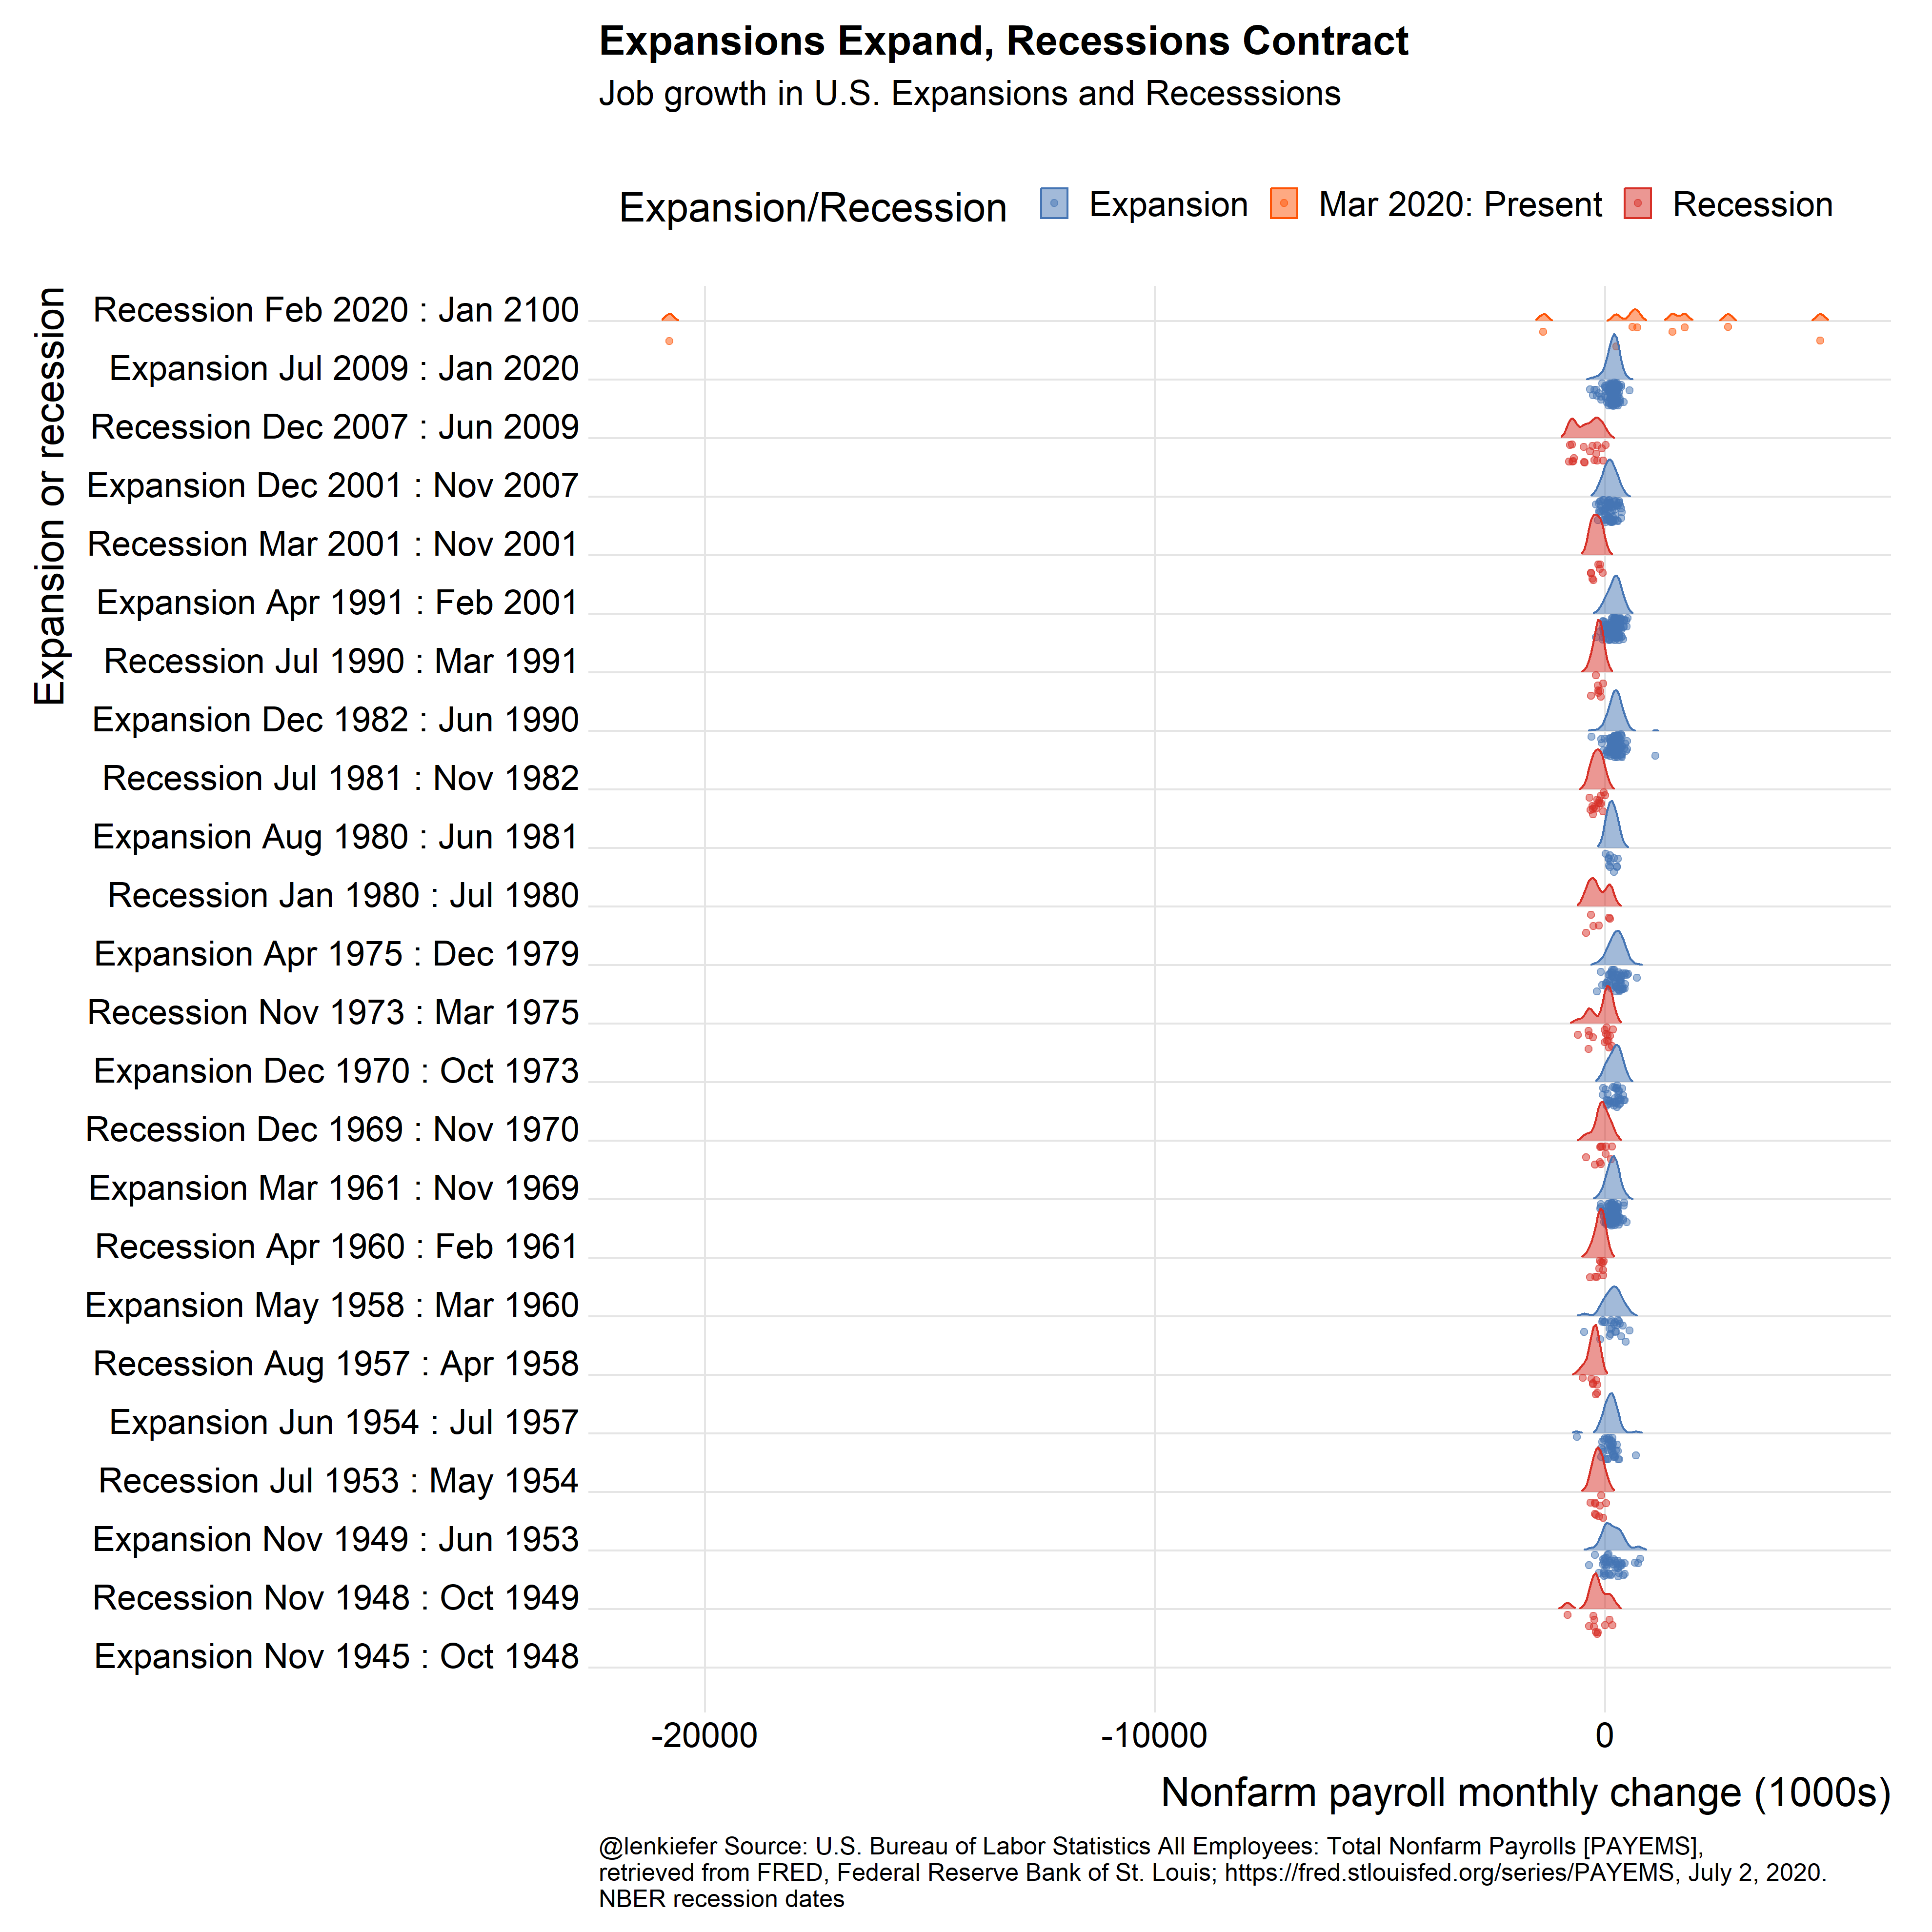 Expansions Expand, Recessions Contract
Job growth in U.S. Expansions and Recesssions
Expansion/Recession
Expansion
Mar 2020: Present
Recession
Expansion or recession
Recession Feb 2020 : Jan 2100
Expansion Jul 2009 : Jan 2020
Recession Dec 2007 : Jun 2009
Expansion Dec 2001 : Nov 2007
Recession Mar 2001 : Nov 2001
Expansion Apr 1991 : Feb 2001
Recession Jul 1990 : Mar 1991
Expansion Dec 1982 : Jun 1990
Recession Jul 1981 : Nov 1982
Expansion Aug 1980 : Jun 1981
Recession Jan 1980 : Jul 1980
Expansion Apr 1975 : Dec 1979
Recession Nov 1973 : Mar 1975
Expansion Dec 1970 : Oct 1973
Recession Dec 1969 : Nov 1970
Expansion Mar 1961 : Nov 1969
Recession Apr 1960 : Feb 1961
Expansion May 1958 : Mar 1960
Recession Aug 1957 : Apr 1958
Expansion Jun 1954 : Jul 1957
Recession Jul 1953 : May 1954
Expansion Nov 1949 : Jun 1953
Recession Nov 1948 : Oct 1949
Expansion Nov 1945 : Oct 1948
-20000
-10000
0
Nonfarm payroll monthly change (1000s)
@lenkiefer Source: U.S. Bureau of Labor Statistics All Employees: Total Nonfarm Payrolls [PAYEMS],
retrieved from FRED, Federal Reserve Bank of St. Louis; https://fred.stlouisfed.org/series/PAYEMS, July 2, 2020.
NBER recession dates